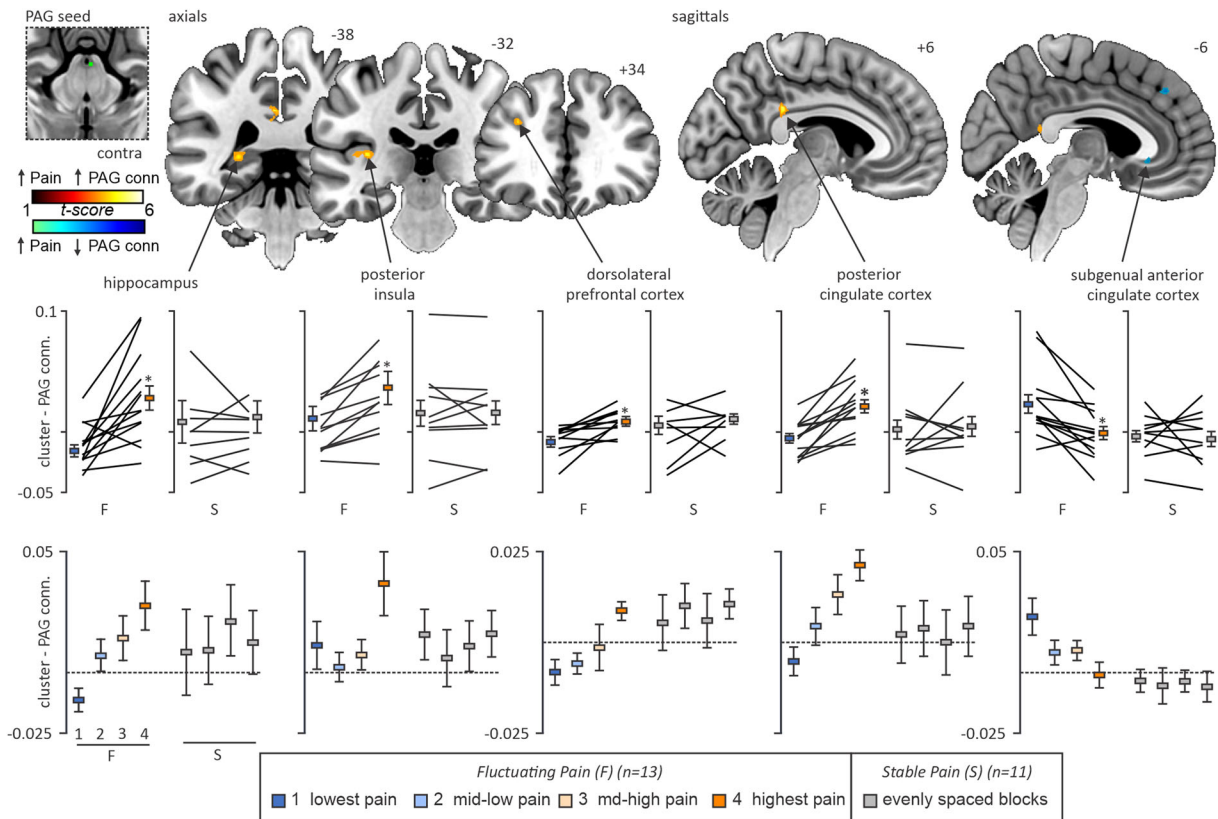 PAG seed
axials
sagittals
-38
-32
+34
+6
-6
contra
↑ Pain ↑ PAG conn
1 t-score 6
↑ Pain ↓ PAG conn
hippocampus
posterior
insula
dorsolateral
prefrontal cortex
posterior
cingulate cortex
subgenual anterior
cingulate cortex
cluster - PAG conn.
0.1
-0.05
* * * * *
F S F S F S F S F S
cluster - PAG conn.
0.05 0.025 0.05
-0.025 -0.025 -0.025
1 2 3 4
F S
Fluctuating Pain (F) (n=13)
Stable Pain (S) (n=11)
1 lowest pain 2 mid-low pain 3 md-high pain 4 highest pain evenly spaced blocks